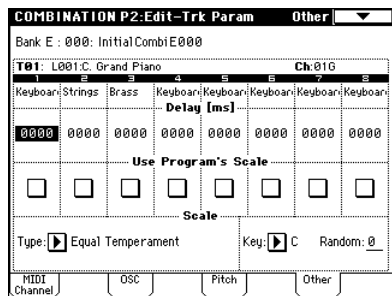 COMBINATION P2:Edit-Trk Param Other
Bank E : 000: InitialCombiE000
T01: L001:C. Grand Piano Ch:01G
1 2 3 4 5 6 7 8
Keyboar Strings Brass Keyboar Keyboar Keyboar Keyboar Keyboar
Delay [ms]
0000 0000 0000 0000 0000 0000 0000 0000
Use Program's Scale
Scale
Type: Equal Temperament Key: C Random: 0
MIDI Channel OSC Pitch Other